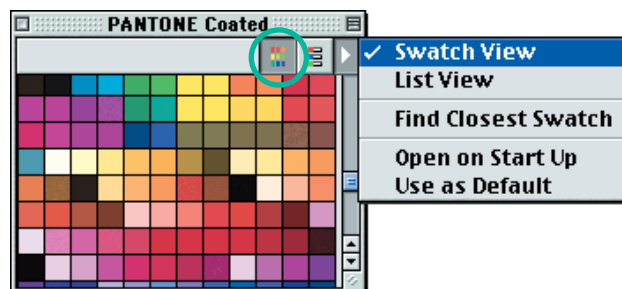 PANTONE Coated
✓ Swatch View
List View
Find Closest Swatch
Open on Start Up
Use as Default